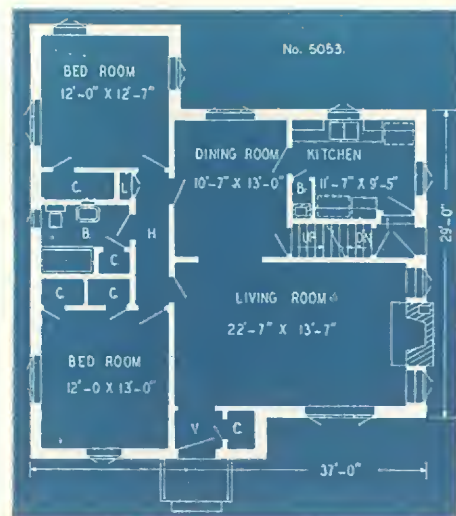 No. 5053.
BED ROOM
12'-0" X 12'-7"
DINING ROOM
10'-7" X 13'-0"
KITCHEN
11'-7" X 9'-5"
C.
L.
B.
B.
H
C.
UP
DN
C.
C.
LIVING ROOM
22'-7" X 13'-7"
BED ROOM
12'-0 X 13'-0"
V.
C.
29'-0"
37'-0"